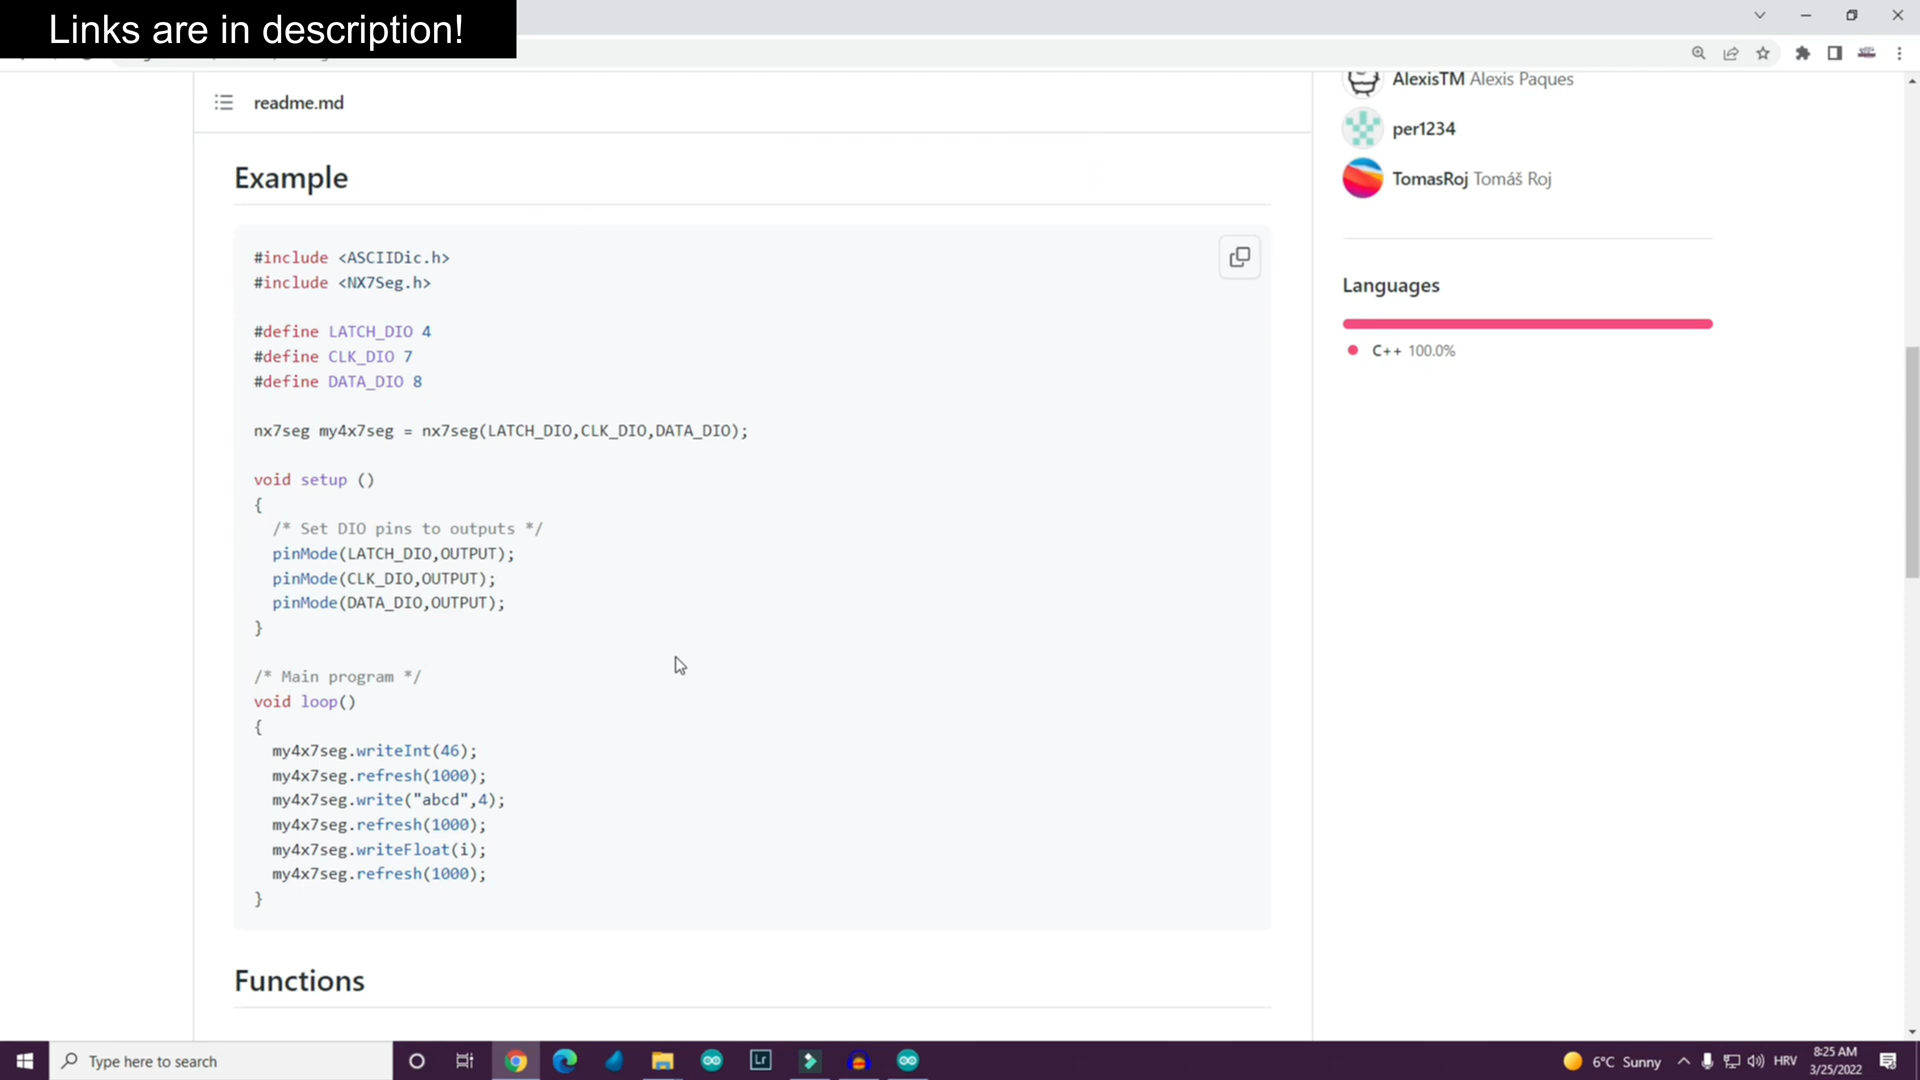 Links are in description!
readme.md
Example
#include <ASCIIDic.h>
#include <NX7Seg.h>
#define LATCH_DIO 4
#define CLK_DIO 7
#define DATA_DIO 8
nx7seg my4x7seg = nx7seg(LATCH_DIO,CLK_DIO,DATA_DIO);
void setup ()
{
/* Set DIO pins to outputs */
pinMode(LATCH_DIO,OUTPUT);
pinMode(CLK_DIO,OUTPUT);
pinMode(DATA_DIO,OUTPUT);
}
/* Main program */
void loop()
{
my4x7seg.writeInt(46);
my4x7seg.refresh(1000);
my4x7seg.write("abcd",4);
my4x7seg.refresh(1000);
my4x7seg.writeFloat(i);
my4x7seg.refresh(1000);
}
Functions
AlexisTM Alexis Paques
per1234
TomasRoj Tomáš Roj
Languages
C++ 100.0%
Type here to search
Lr
6°C Sunny
HRV
8:25 AM
3/25/2022